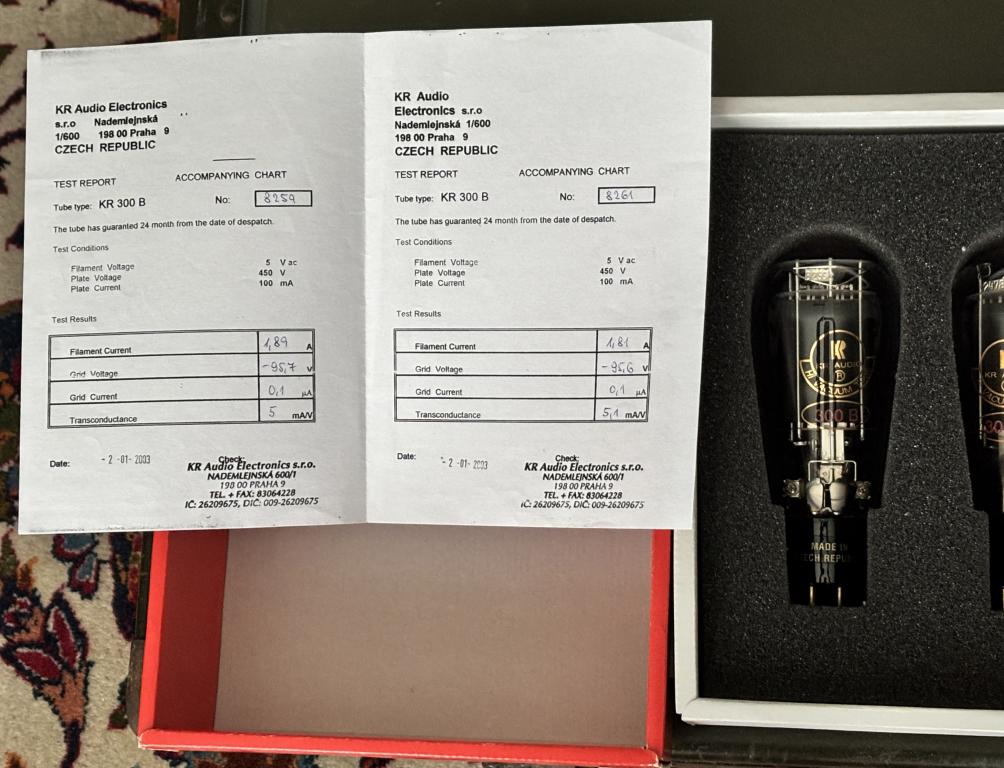 KR Audio Electronics
s.r.o Nademlejnská
1/600 198 00 Praha 9
CZECH REPUBLIC
TEST REPORT ACCOMPANYING CHART
Tube type: KR 300 B No: 8259
The tube has guaranted 24 month from the date of despatch.
Test Conditions
Filament Voltage 5 V ac
Plate Voltage 450 V
Plate Current 100 mA
Test Results
Filament Current 1,89 A
Grid Voltage -95,7 V
Grid Current 0,1 µA
Transconductance 5 mA/V
Date: - 2 -01- 2003 Check:
KR Audio Electronics s.r.o.
NADEMLEJNSKÁ 600/1
198 00 PRAHA 9
TEL. + FAX: 83064228
IČ: 26209675, DIČ: 009-26209675
KR Audio
Electronics s.r.o
Nademlejnská 1/600
198 00 Praha 9
CZECH REPUBLIC
TEST REPORT ACCOMPANYING CHART
Tube type: KR 300 B No: 8261
The tube has guaranted 24 month from the date of despatch.
Test Conditions
Filament Voltage 5 V ac
Plate Voltage 450 V
Plate Current 100 mA
Test Results
Filament Current 1,81 A
Grid Voltage -95,6 V
Grid Current 0,1 µA
Transconductance 5,1 mA/V
Date: - 2 -01- 2003 Check:
KR Audio Electronics s.r.o.
NADEMLEJNSKÁ 600/1
198 00 PRAHA 9
TEL. + FAX: 83064228
IČ: 26209675, DIČ: 009-26209675
KR
KR AUDIO
300 B
MADE IN